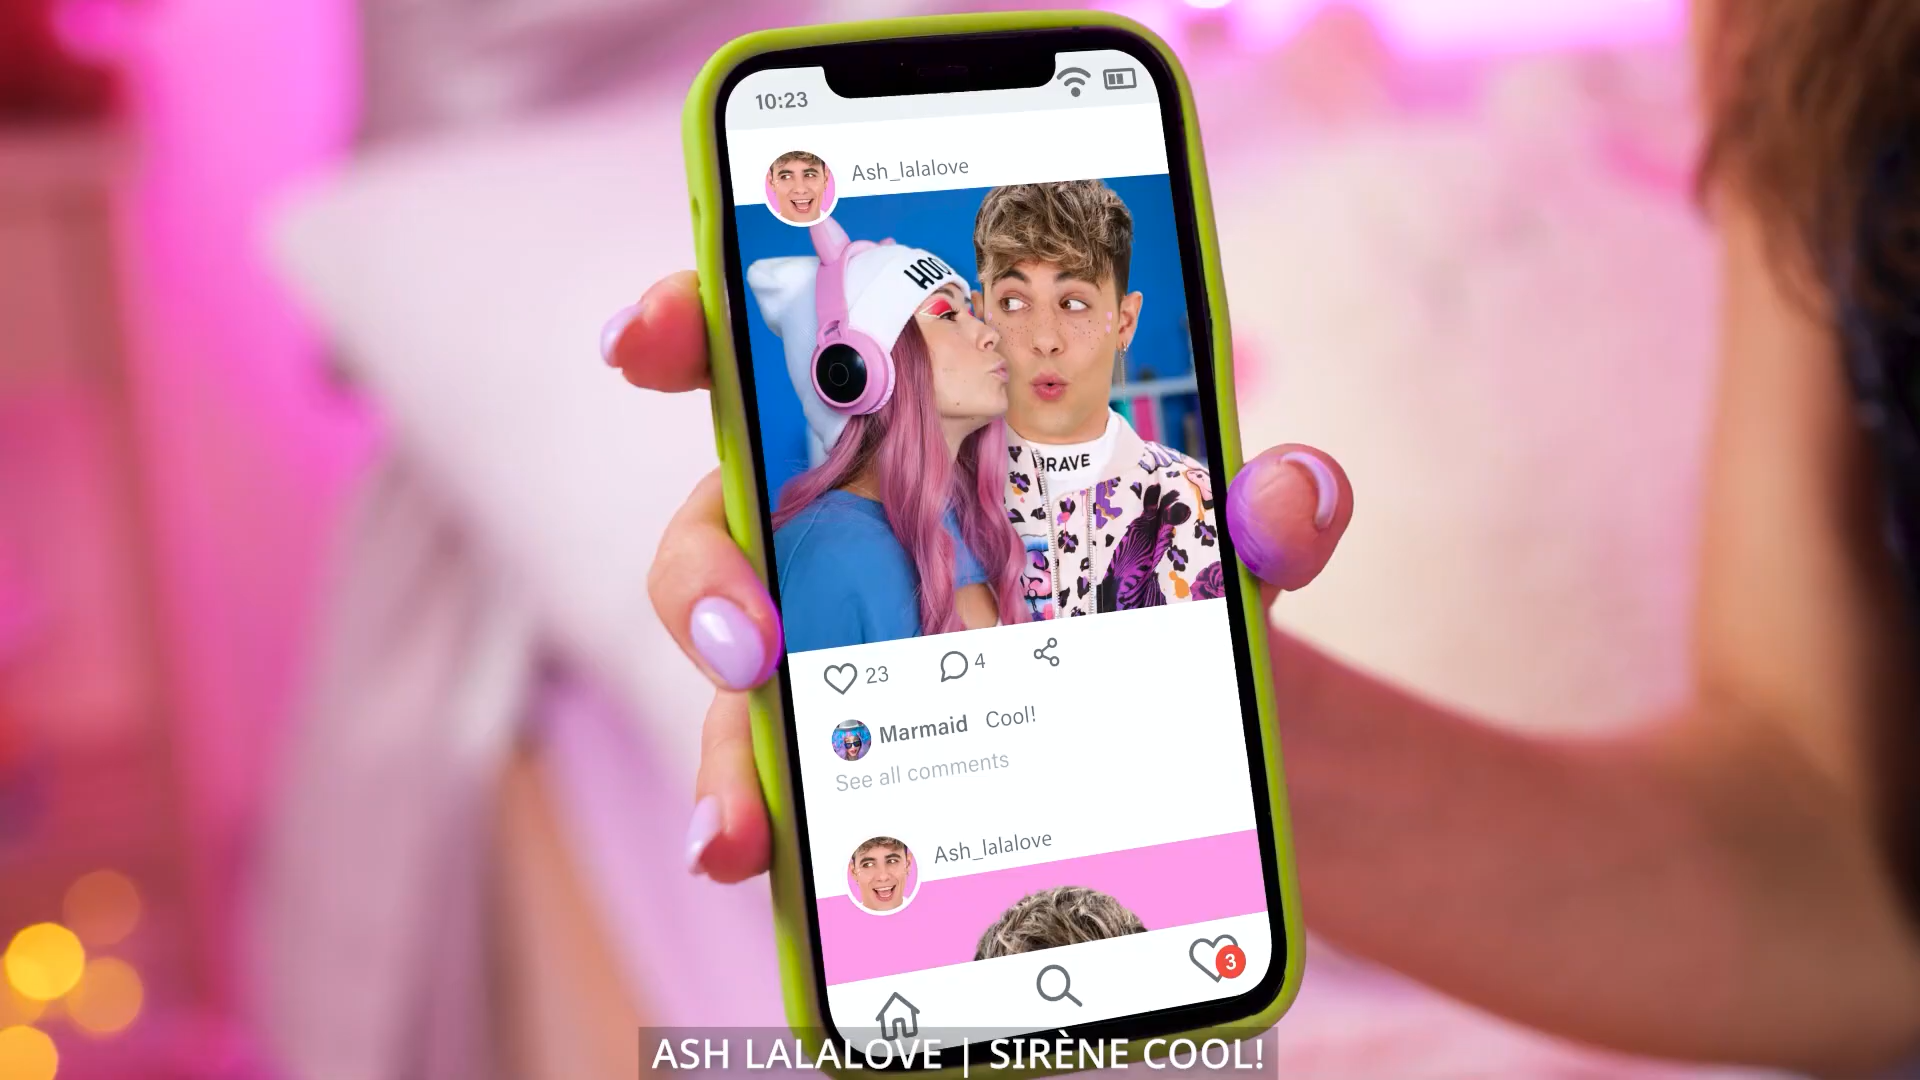 10:23
Ash_lalalove
HOO
BRAVE
23
4
Marmaid Cool!
See all comments
Ash_lalalove
3
ASH LALALOVE | SIRÈNE COOL!